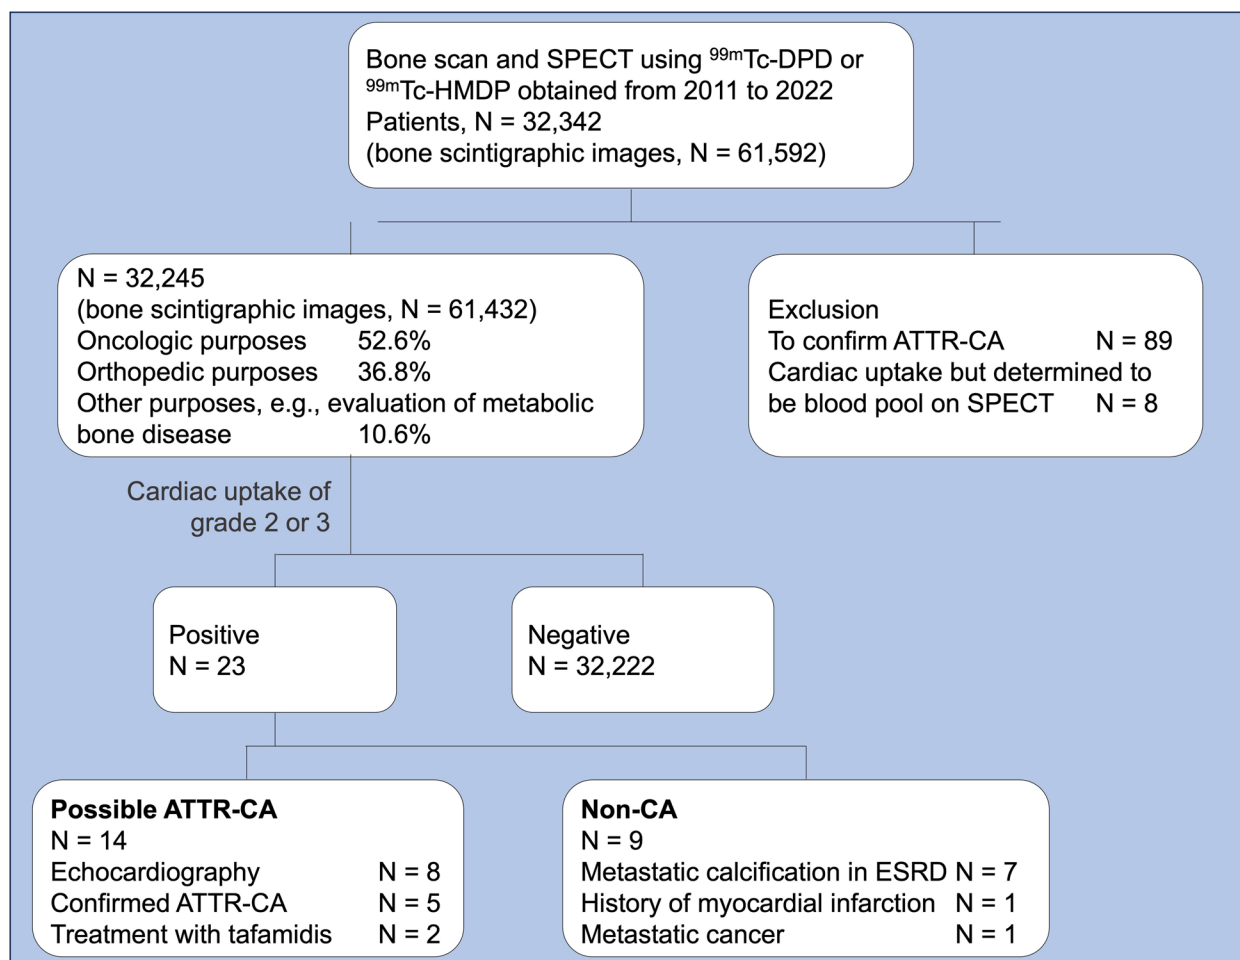 Bone scan and SPECT using ⁹⁹ᵐTc-DPD or
⁹⁹ᵐTc-HMDP obtained from 2011 to 2022
Patients, N = 32,342
(bone scintigraphic images, N = 61,592)
N = 32,245
(bone scintigraphic images, N = 61,432)
Oncologic purposes 52.6%
Orthopedic purposes 36.8%
Other purposes, e.g., evaluation of metabolic
bone disease 10.6%
Exclusion
To confirm ATTR-CA N = 89
Cardiac uptake but determined to
be blood pool on SPECT N = 8
Cardiac uptake of
grade 2 or 3
Positive
N = 23
Negative
N = 32,222
Possible ATTR-CA
N = 14
Echocardiography N = 8
Confirmed ATTR-CA N = 5
Treatment with tafamidis N = 2
Non-CA
N = 9
Metastatic calcification in ESRD N = 7
History of myocardial infarction N = 1
Metastatic cancer N = 1